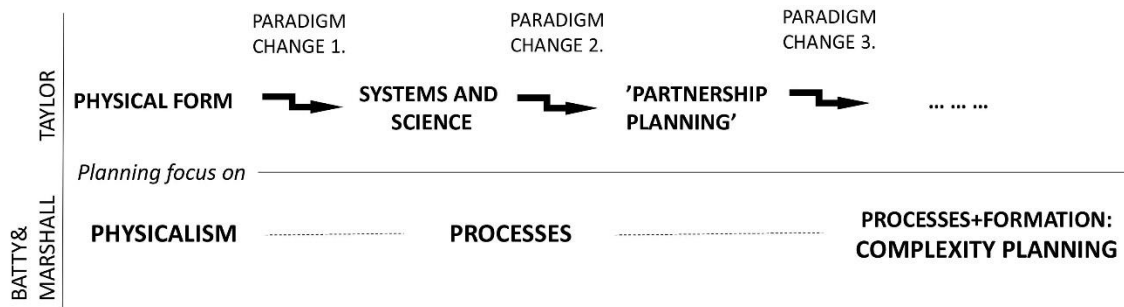 PARADIGM
CHANGE 1.
PARADIGM
CHANGE 2.
PARADIGM
CHANGE 3.
TAYLOR
PHYSICAL FORM
SYSTEMS AND
SCIENCE
’PARTNERSHIP
PLANNING’
... ... ...
Planning focus on
BATTY&
MARSHALL
PHYSICALISM
PROCESSES
PROCESSES+FORMATION:
COMPLEXITY PLANNING